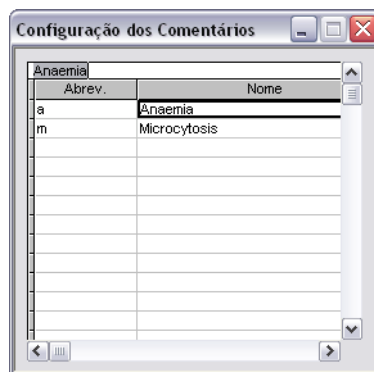 Configuração dos Comentários
Anaemia
Abrev. Nome
a Anaemia
m Microcytosis